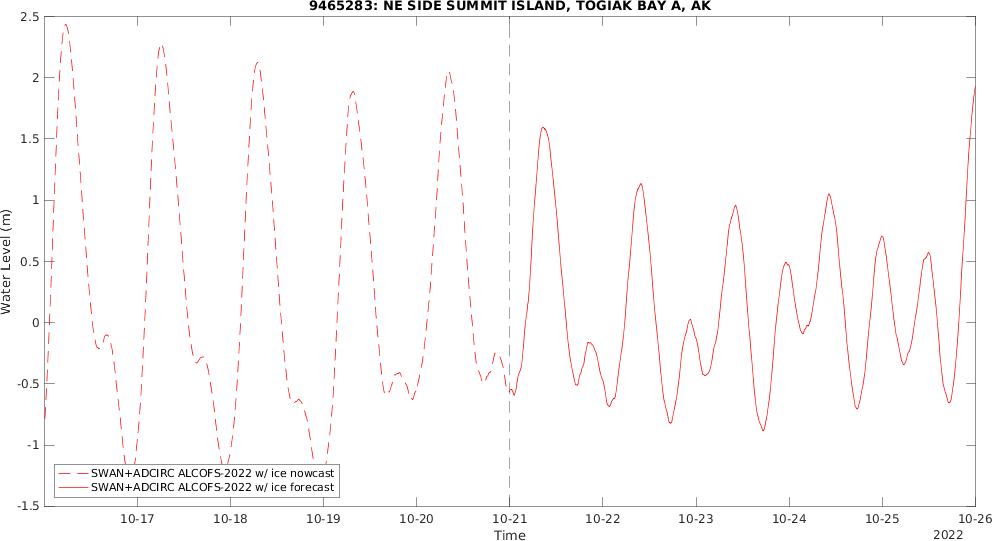 9465283: NE SIDE SUMMIT ISLAND, TOGIAK BAY A, AK
2.5
2
1.5
1
0.5
0
-0.5
-1
-1.5
Water Level (m)
SWAN+ADCIRC ALCOFS-2022 w/ ice nowcast
SWAN+ADCIRC ALCOFS-2022 w/ ice forecast
10-17 10-18 10-19 10-20 10-21 10-22 10-23 10-24 10-25 10-26
Time
2022